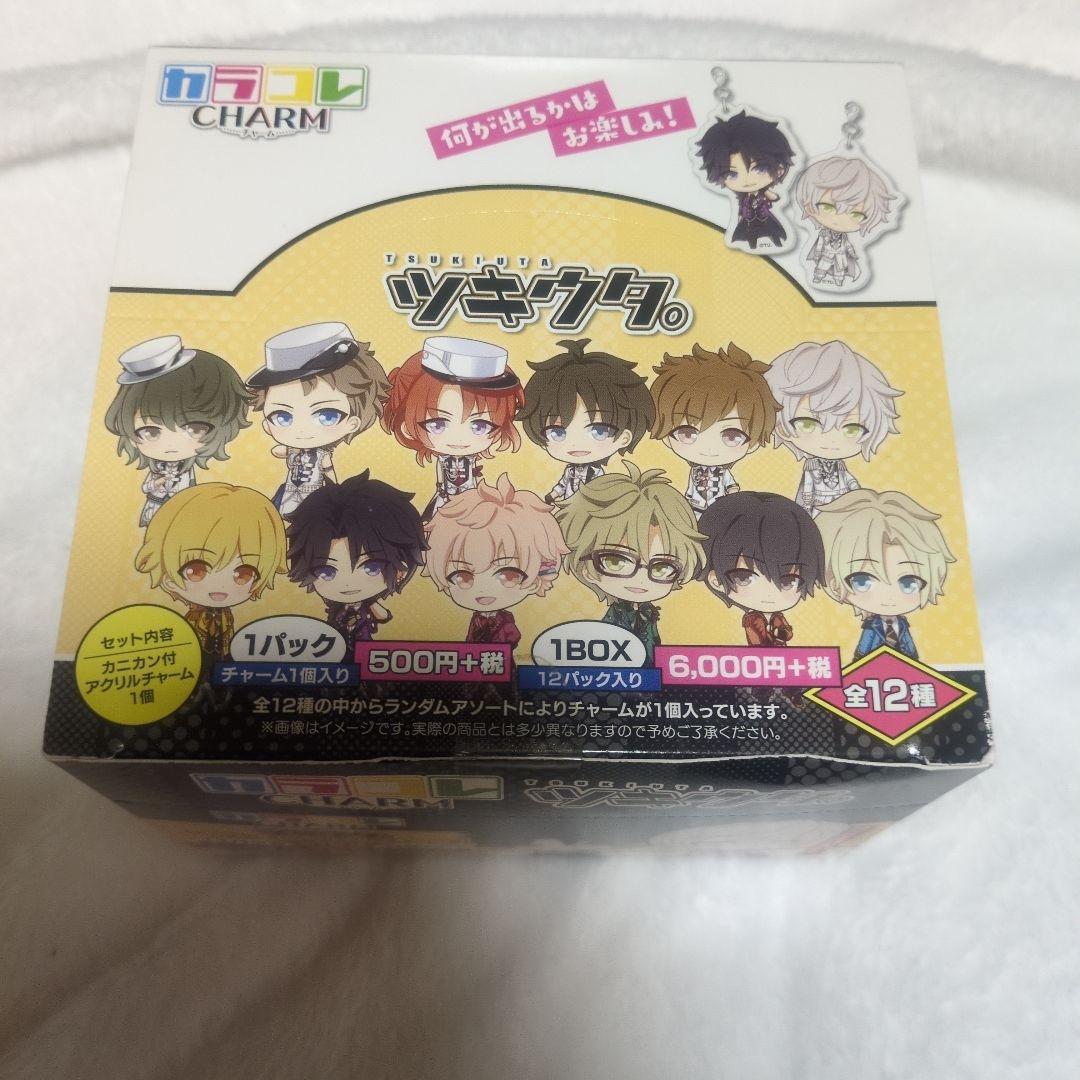 カラコレ
CHARM
チャーム
何が出るかは
お楽しみ!
©TU.
©TU.
TSUKIUTA
ツキウタ。
セット内容
カニカン付
アクリルチャーム
1個
1パック
チャーム1個入り
500円+税
1BOX
12パック入り
6,000円+税
全12種
全12種の中からランダムアソートによりチャームが1個入っています。
※画像はイメージです。実際の商品とは多少異なりますので予めご了承ください。
カラコレ
CHARM
TSUKIUTA
ツキウタ。